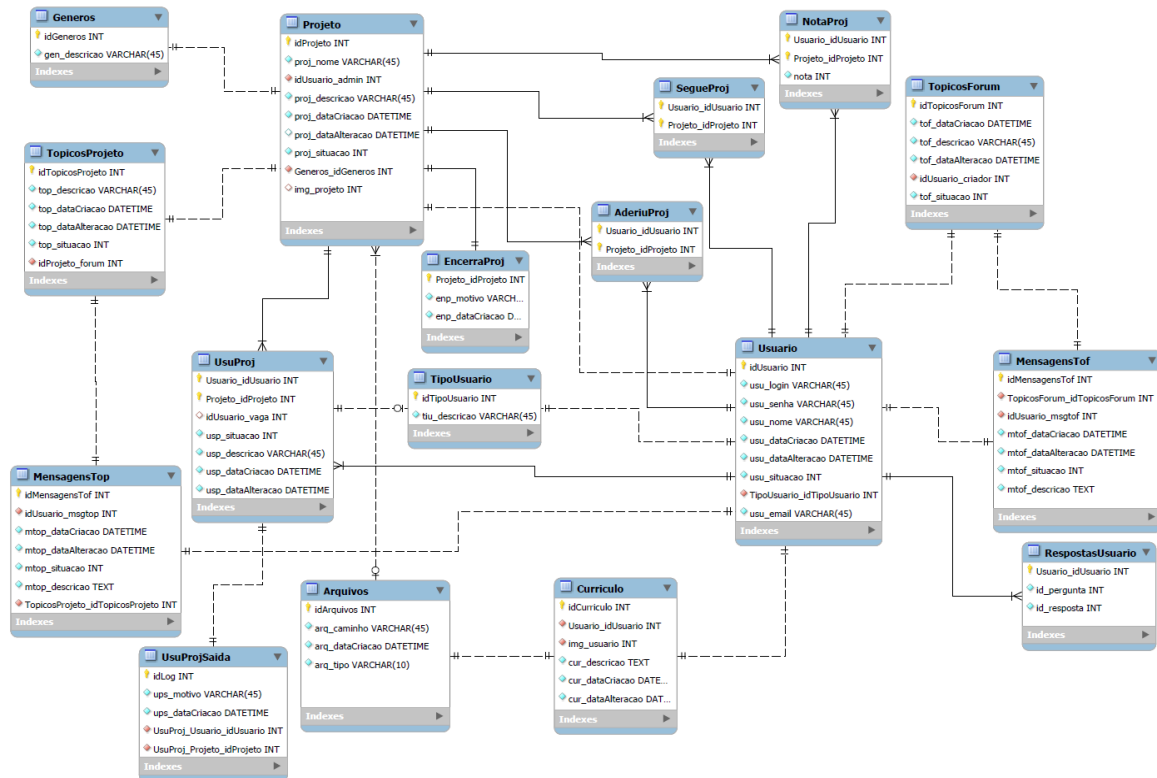 Generos
idGeneros INT
gen_descricao VARCHAR(45)
Indexes
Projeto
idProjeto INT
proj_nome VARCHAR(45)
idUsuario_admin INT
proj_descricao VARCHAR(45)
proj_dataCriacao DATETIME
proj_dataAlteracao DATETIME
proj_situacao INT
Generos_idGeneros INT
img_projeto INT
Indexes
NotaProj
Usuario_idUsuario INT
Projeto_idProjeto INT
nota INT
Indexes
SegueProj
Usuario_idUsuario INT
Projeto_idProjeto INT
Indexes
TopicosForum
idTopicosForum INT
tof_dataCriacao DATETIME
tof_descricao VARCHAR(45)
tof_dataAlteracao DATETIME
idUsuario_criador INT
tof_situacao INT
Indexes
TopicosProjeto
idTopicosProjeto INT
top_descricao VARCHAR(45)
top_dataCriacao DATETIME
top_dataAlteracao DATETIME
top_situacao INT
idProjeto_forum INT
Indexes
AderiuProj
Usuario_idUsuario INT
Projeto_idProjeto INT
Indexes
EncerraProj
Projeto_idProjeto INT
enp_motivo VARCH...
enp_dataCriacao D...
Indexes
UsuProj
Usuario_idUsuario INT
Projeto_idProjeto INT
idUsuario_vaga INT
usp_situacao INT
usp_descricao VARCHAR(45)
usp_dataCriacao DATETIME
usp_dataAlteracao DATETIME
Indexes
TipoUsuario
idTipoUsuario INT
tiu_descricao VARCHAR(45)
Indexes
Usuario
idUsuario INT
usu_login VARCHAR(45)
usu_senha VARCHAR(45)
usu_nome VARCHAR(45)
usu_dataCriacao DATETIME
usu_dataAlteracao DATETIME
usu_situacao INT
TipoUsuario_idTipoUsuario INT
usu_email VARCHAR(45)
Indexes
MensagensTof
idMensagensTof INT
TopicosForum_idTopicosForum INT
idUsuario_msgtof INT
mtof_dataCriacao DATETIME
mtof_dataAlteracao DATETIME
mtof_situacao INT
mtof_descricao TEXT
Indexes
MensagensTop
idMensagensTof INT
idUsuario_msgtop INT
mtop_dataCriacao DATETIME
mtop_dataAlteracao DATETIME
mtop_situacao INT
mtop_descricao TEXT
TopicosProjeto_idTopicosProjeto INT
Indexes
RespostasUsuario
Usuario_idUsuario INT
id_pergunta INT
id_resposta INT
Indexes
Arquivos
idArquivos INT
arq_caminho VARCHAR(45)
arq_dataCriacao DATETIME
arq_tipo VARCHAR(10)
Indexes
Curriculo
idCurriculo INT
Usuario_idUsuario INT
img_usuario INT
cur_descricao TEXT
cur_dataCriacao DATE...
cur_dataAlteracao DAT...
Indexes
UsuProjSaida
idLog INT
ups_motivo VARCHAR(45)
ups_dataCriacao DATETIME
UsuProj_Usuario_idUsuario INT
UsuProj_Projeto_idProjeto INT
Indexes